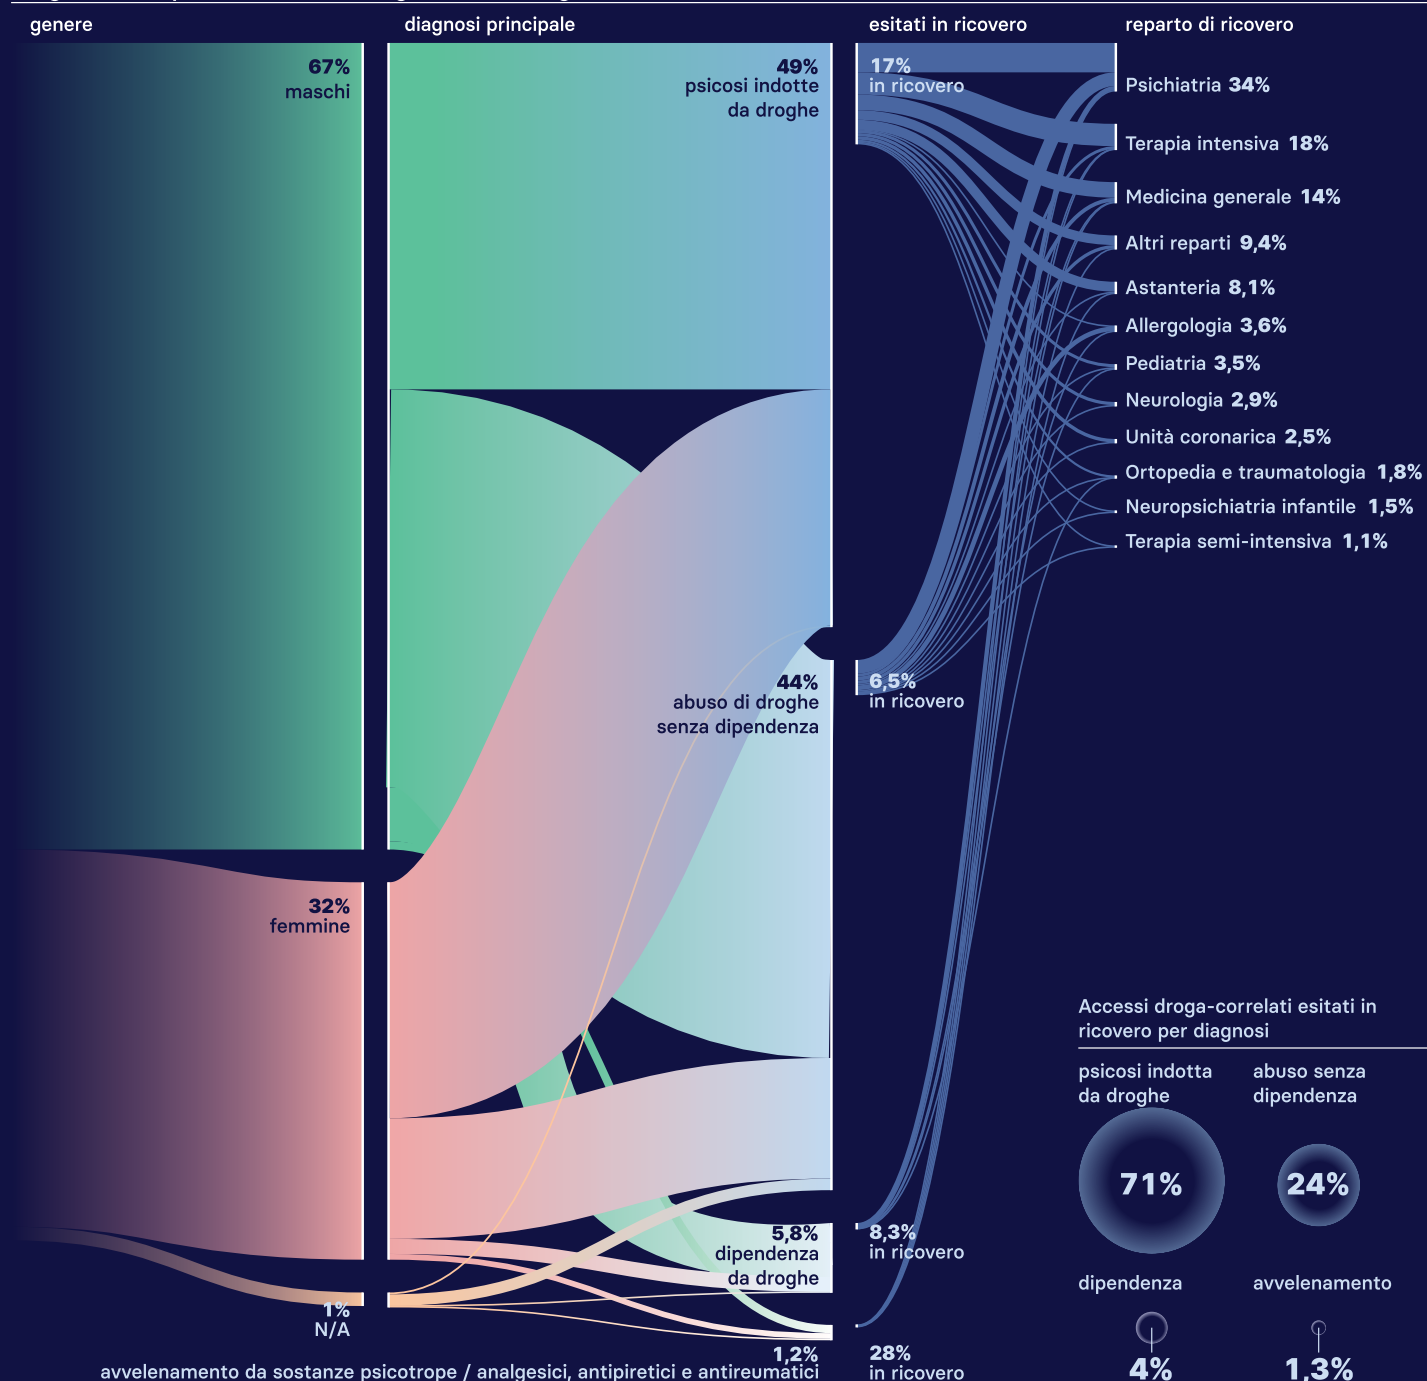 genere
diagnosi principale
esitati in ricovero
reparto di ricovero
67%
maschi
49%
psicosi indotte
da droghe
17%
in ricovero
Psichiatria 34%
Terapia intensiva 18%
Medicina generale 14%
Altri reparti 9,4%
Astanteria 8,1%
Allergologia 3,6%
Pediatria 3,5%
Neurologia 2,9%
Unità coronarica 2,5%
Ortopedia e traumatologia 1,8%
Neuropsichiatria infantile 1,5%
Terapia semi-intensiva 1,1%
44%
abuso di droghe
senza dipendenza
6,5%
in ricovero
32%
femmine
5,8%
dipendenza
da droghe
8,3%
in ricovero
1%
N/A
1,2%
avvelenamento da sostanze psicotrope / analgesici, antipiretici e antireumatici
28%
in ricovero
Accessi droga-correlati esitati in
ricovero per diagnosi
psicosi indotta
da droghe
71%
abuso senza
dipendenza
24%
dipendenza
4%
avvelenamento
1,3%